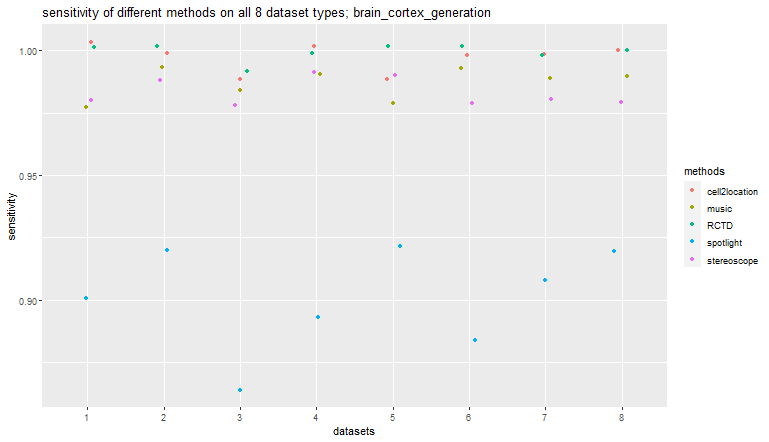 sensitivity of different methods on all 8 dataset types; brain_cortex_generation
1.00
0.95
0.90
sensitivity
1 2 3 4 5 6 7 8
datasets
methods
cell2location
music
RCTD
spotlight
stereoscope